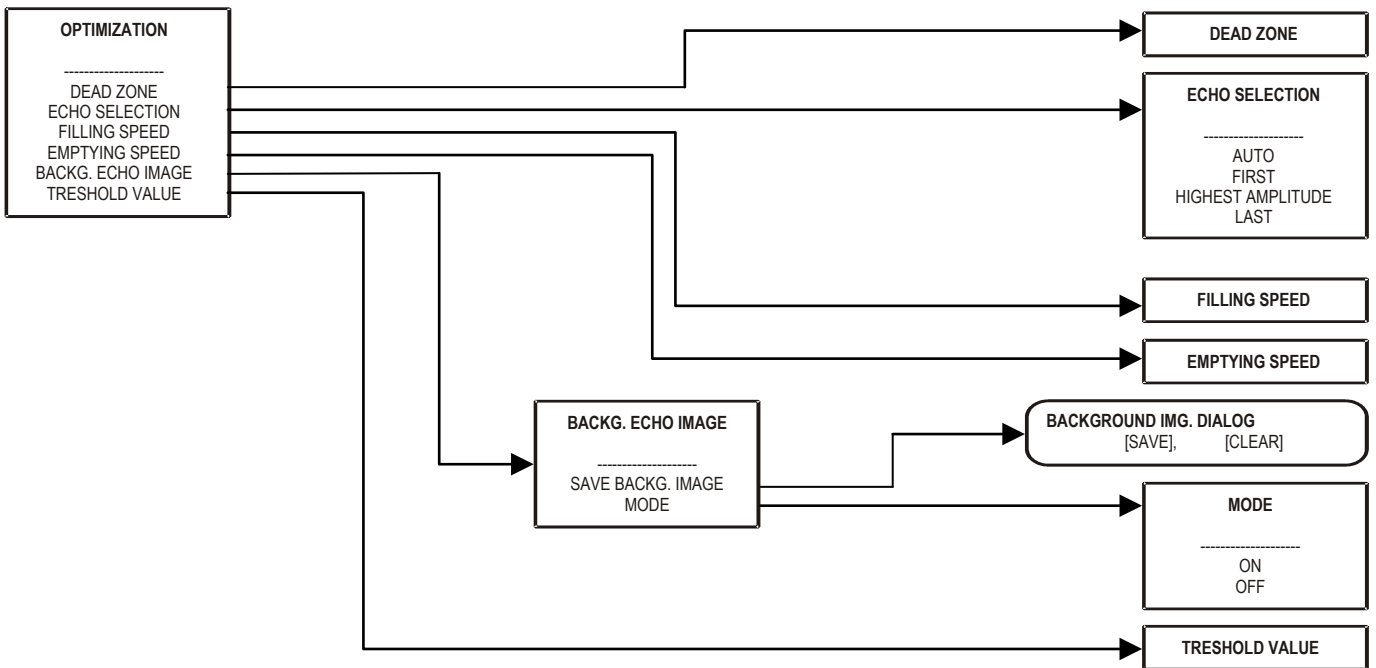 OPTIMIZATION
--------------------
DEAD ZONE
ECHO SELECTION
FILLING SPEED
EMPTYING SPEED
BACKG. ECHO IMAGE
TRESHOLD VALUE
DEAD ZONE
ECHO SELECTION
--------------------
AUTO
FIRST
HIGHEST AMPLITUDE
LAST
FILLING SPEED
EMPTYING SPEED
BACKG. ECHO IMAGE
--------------------
SAVE BACKG. IMAGE
MODE
BACKGROUND IMG. DIALOG
[SAVE], [CLEAR]
MODE
--------------------
ON
OFF
TRESHOLD VALUE